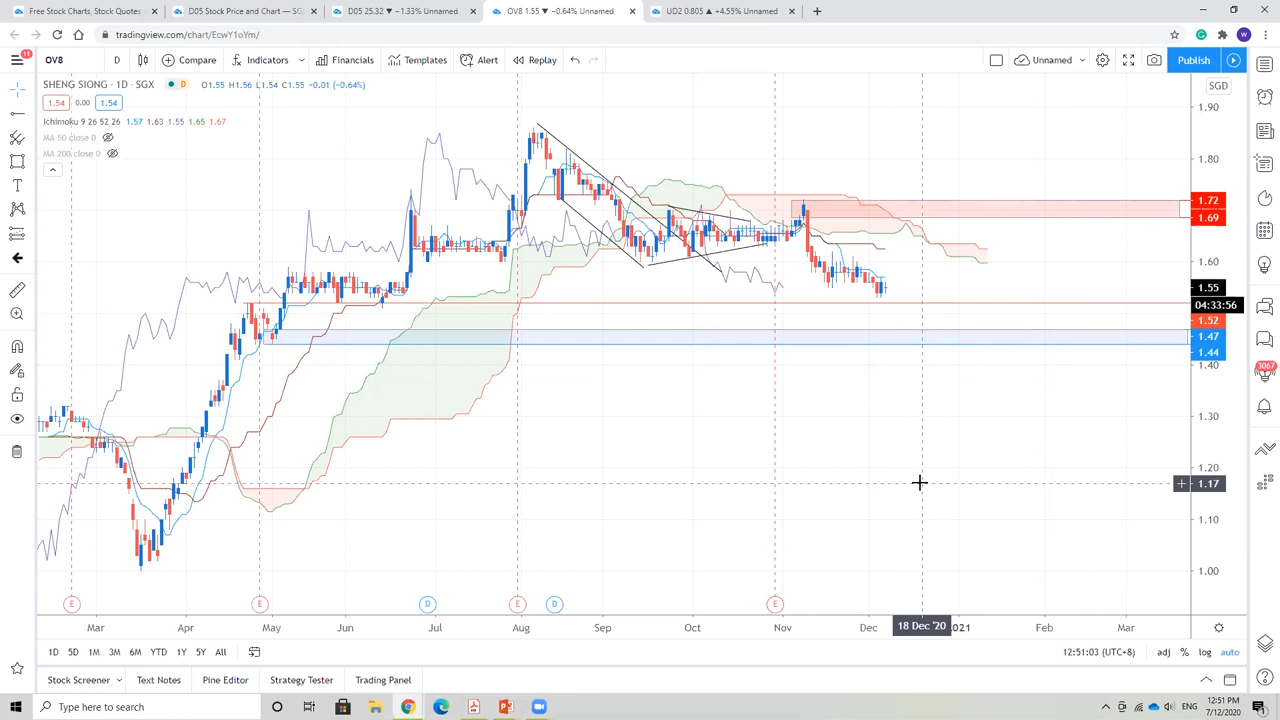 Free Stock Charts, Stock Quotes
D05 Stock Price and Chart — SG
D05 25.32 ▼ −1.33% Unnamed
OV8 1.55 ▼ −0.64% Unnamed
UD2 0.805 ▲ +4.55% Unnamed
tradingview.com/chart/EcwY1oYm/
W
11
OV8
D
Compare
Indicators
Financials
Templates
Alert
Replay
Unnamed
Publish
SHENG SIONG · 1D · SGX
D
O1.55 H1.56 L1.54 C1.55 −0.01 (−0.64%)
SGD
1.54 0.00 1.54
Ichimoku 9 26 52 26 1.57 1.63 1.55 1.65 1.67
MA 50 close 0
MA 200 close 0
1.90
1.80
1.72
1.69
1.60
1.55
04:33:56
1.52
1.47
1.44
1.40
1.30
1.20
1.17
1.10
1.00
3067
E
E
D
E
D
E
Mar
Apr
May
Jun
Jul
Aug
Sep
Oct
Nov
Dec
18 Dec '20
2021
Feb
Mar
1D 5D 1M 3M 6M YTD 1Y 5Y All
12:51:03 (UTC+8)
adj % log auto
Stock Screener
Text Notes
Pine Editor
Strategy Tester
Trading Panel
Type here to search
ENG
12:51 PM
7/12/2020
1